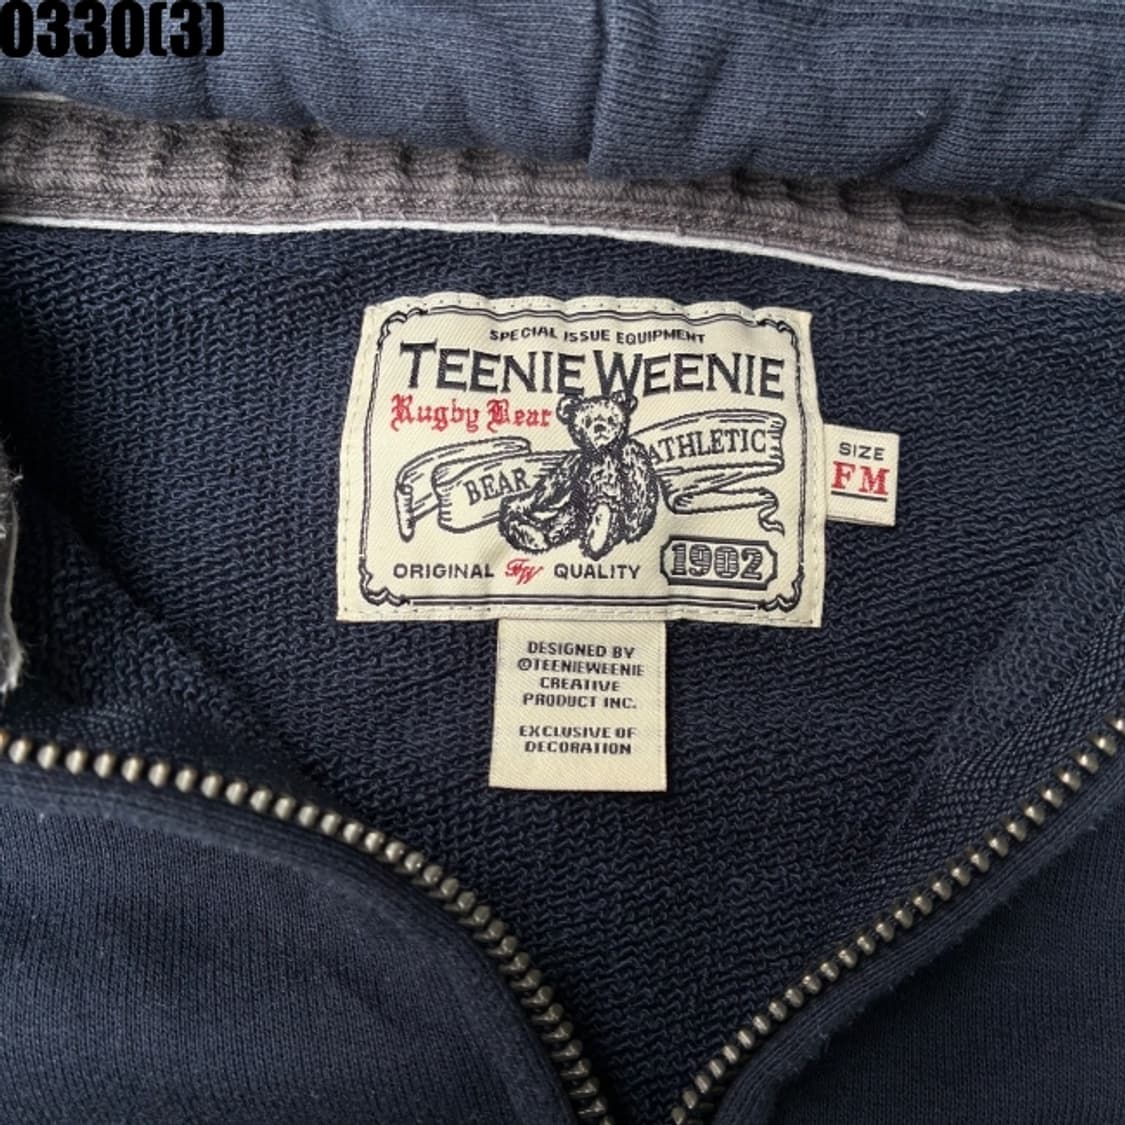 0330(3)
SPECIAL ISSUE EQUIPMENT
TEENIE WEENIE
Rugby Bear
BEAR ATHLETIC
ORIGINAL TW QUALITY 1902
SIZE
FM
DESIGNED BY
©TEENIEWEENIE
CREATIVE
PRODUCT INC.
EXCLUSIVE OF
DECORATION